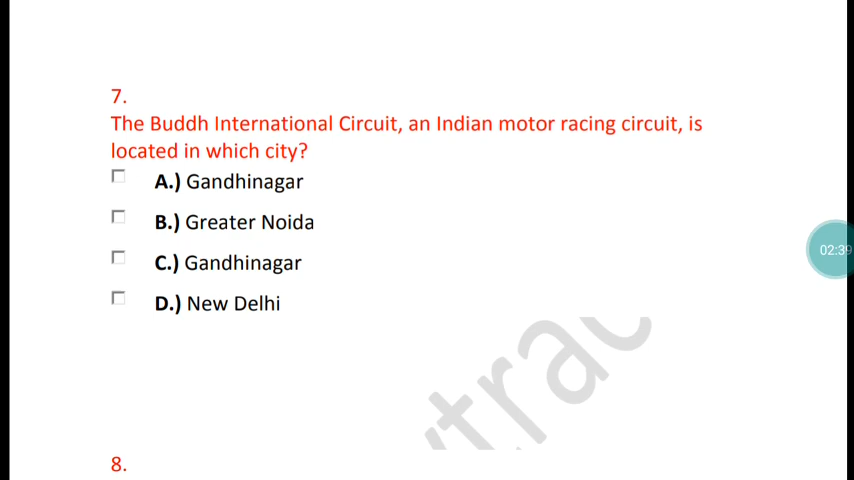 7.
The Buddh International Circuit, an Indian motor racing circuit, is
located in which city?
A.) Gandhinagar
B.) Greater Noida
C.) Gandhinagar
D.) New Delhi
02:39
8.